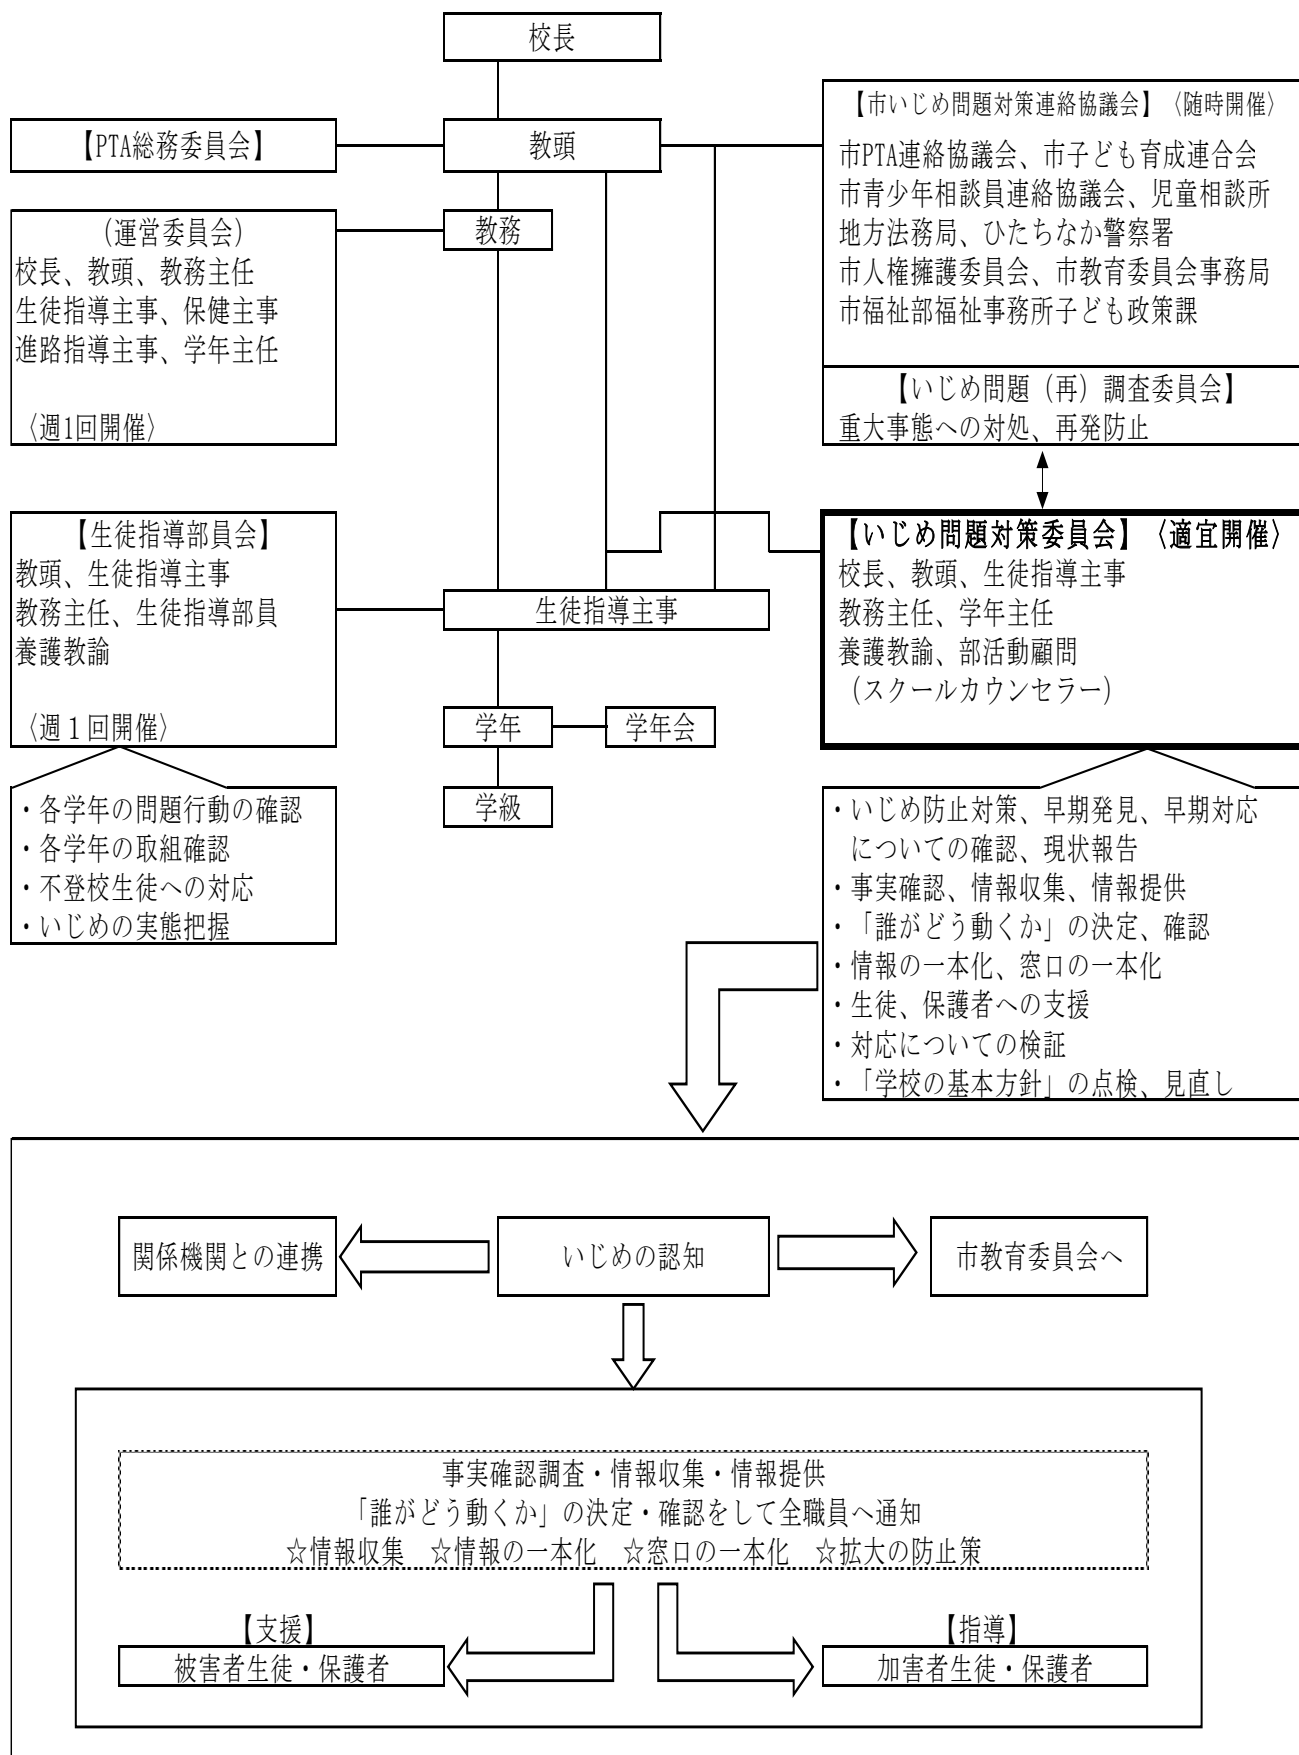 校長
【PTA総務委員会】
教頭
【市いじめ問題対策連絡協議会】〈随時開催〉
市PTA連絡協議会、市子ども育成連合会
市青少年相談員連絡協議会、児童相談所
地方法務局、ひたちなか警察署
市人権擁護委員会、市教育委員会事務局
市福祉部福祉事務所子ども政策課
【いじめ問題（再）調査委員会】
重大事態への対処、再発防止
（運営委員会）
校長、教頭、教務主任
生徒指導主事、保健主事
進路指導主事、学年主任
〈週1回開催〉
教務
【生徒指導部員会】
教頭、生徒指導主事
教務主任、生徒指導部員
養護教諭
〈週１回開催〉
生徒指導主事
【いじめ問題対策委員会】〈適宜開催〉
校長、教頭、生徒指導主事
教務主任、学年主任
養護教諭、部活動顧問
（スクールカウンセラー）
学年
学年会
学級
・各学年の問題行動の確認
・各学年の取組確認
・不登校生徒への対応
・いじめの実態把握
・いじめ防止対策、早期発見、早期対応
についての確認、現状報告
・事実確認、情報収集、情報提供
・「誰がどう動くか」の決定、確認
・情報の一本化、窓口の一本化
・生徒、保護者への支援
・対応についての検証
・「学校の基本方針」の点検、見直し
関係機関との連携
いじめの認知
市教育委員会へ
事実確認調査・情報収集・情報提供
「誰がどう動くか」の決定・確認をして全職員へ通知
☆情報収集　☆情報の一本化　☆窓口の一本化　☆拡大の防止策
【支援】
被害者生徒・保護者
【指導】
加害者生徒・保護者